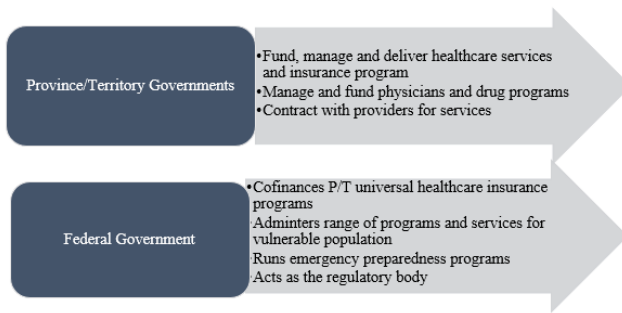 Province/Territory Governments
•Fund, manage and deliver healthcare services
and insurance program
•Manage and fund physicians and drug programs
•Contract with providers for services
Federal Government
•Cofinances P/T universal healthcare insurance
programs
·Adminters range of programs and services for
vulnerable population
·Runs emergency preparedness programs
·Acts as the regulatory body